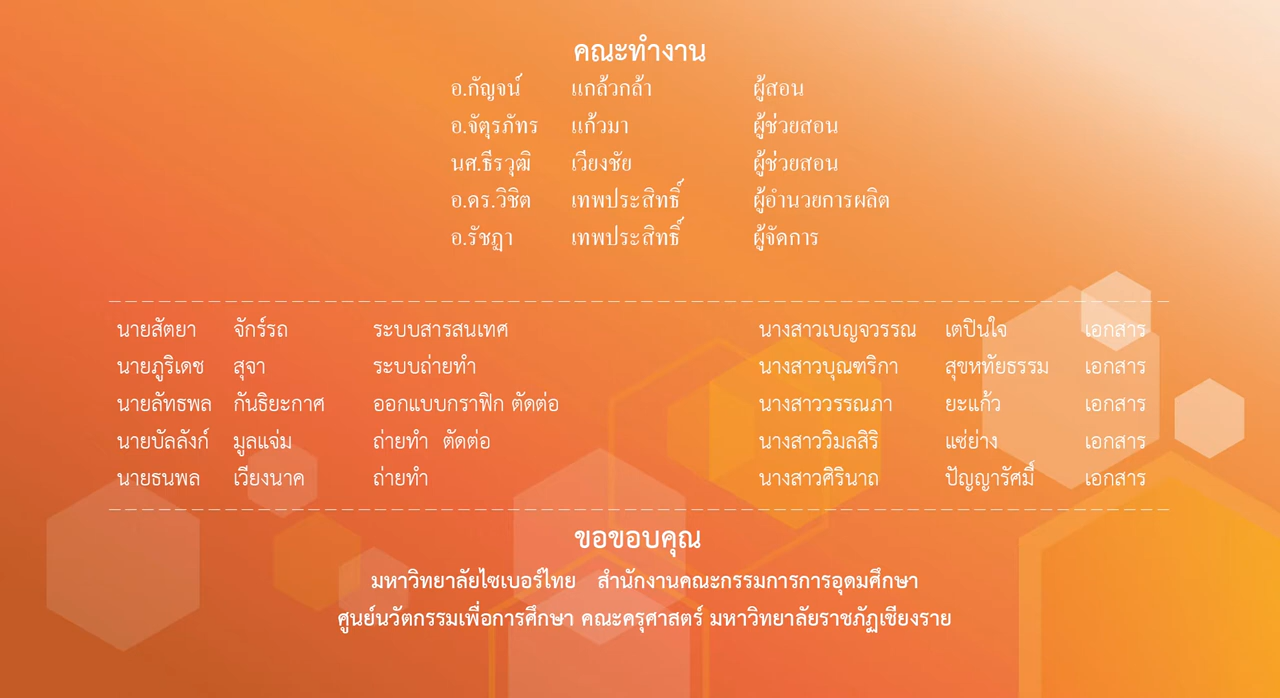 คณะทำงาน
อ.กัญจน์ แกล้วกล้า ผู้สอน
อ.จัตุรภัทร แก้วมา ผู้ช่วยสอน
นศ.ธีรวุฒิ เวียงชัย ผู้ช่วยสอน
อ.ดร.วิชิต เทพประสิทธิ์ ผู้อำนวยการผลิต
อ.รัชฎา เทพประสิทธิ์ ผู้จัดการ
นายสัตยา จักร์รถ ระบบสารสนเทศ นางสาวเบญจวรรณ เตปินใจ เอกสาร
นายภูริเดช สุจา ระบบถ่ายทำ นางสาวบุณฑริกา สุขหทัยธรรม เอกสาร
นายลัทธพล กันธิยะกาศ ออกแบบกราฟิก ตัดต่อ นางสาววรรณภา ยะแก้ว เอกสาร
นายบัลลังก์ มูลแจ่ม ถ่ายทำ ตัดต่อ นางสาววิมลสิริ แซ่ย่าง เอกสาร
นายธนพล เวียงนาค ถ่ายทำ นางสาวศิรินาถ ปัญญารัศมิ์ เอกสาร
ขอขอบคุณ
มหาวิทยาลัยไซเบอร์ไทย สำนักงานคณะกรรมการการอุดมศึกษา
ศูนย์นวัตกรรมเพื่อการศึกษา คณะครุศาสตร์ มหาวิทยาลัยราชภัฏเชียงราย